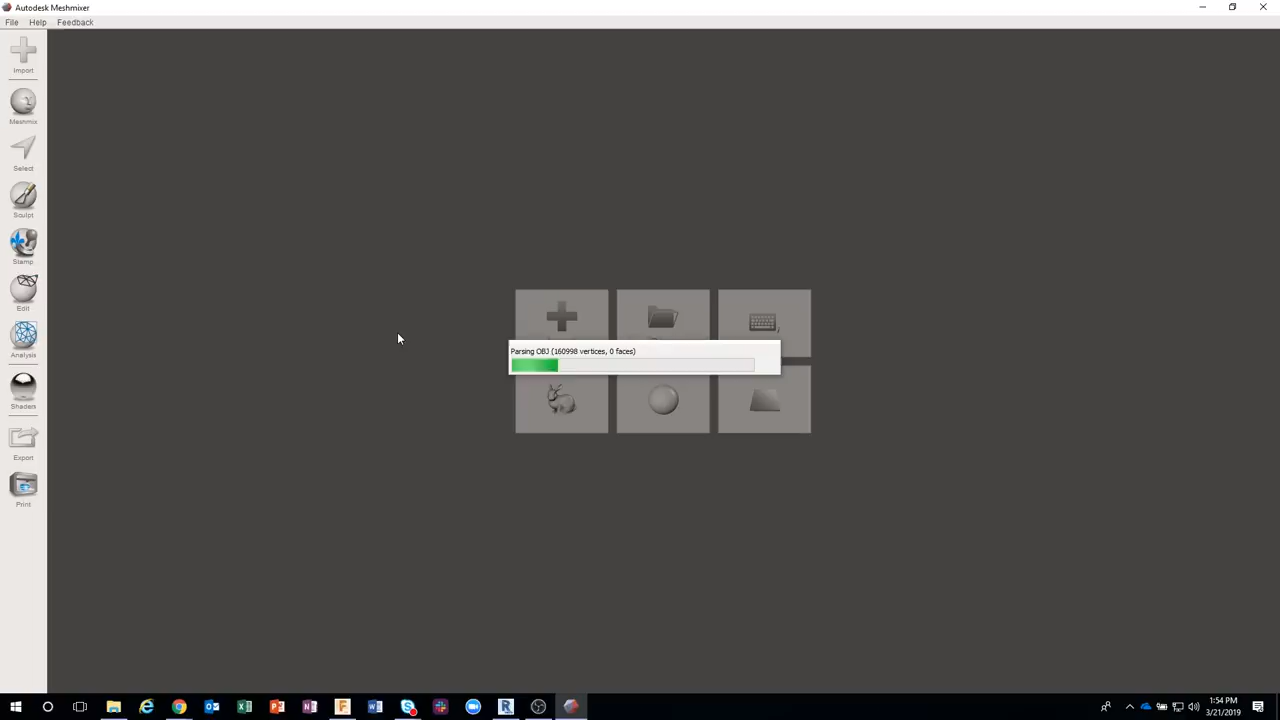 Autodesk Meshmixer
File Help Feedback
Import
Meshmix
Select
Sculpt
Stamp
Edit
Analysis
Shaders
Export
Print
Parsing OBJ (160998 vertices, 0 faces)
1:54 PM
3/21/2019